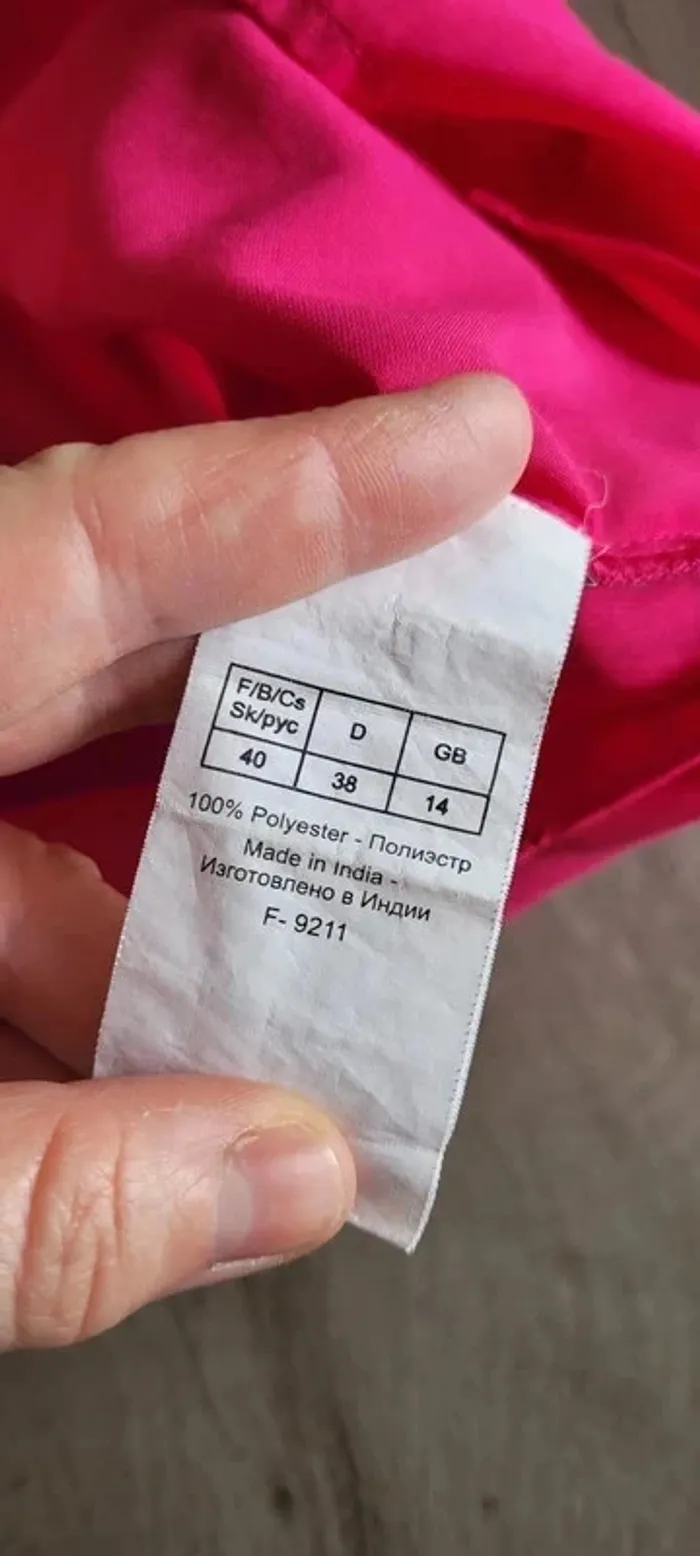 F/B/Cs
Sk/рус
D
GB
40
38
14
100% Polyester - Полиэстр
Made in India -
Изготовлено в Индии
F- 9211